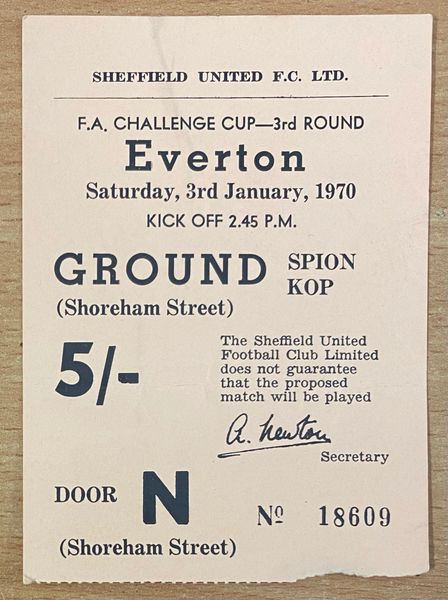 SHEFFIELD UNITED F.C. LTD.
F.A. CHALLENGE CUP—3rd ROUND
Everton
Saturday, 3rd January, 1970
KICK OFF 2.45 P.M.
GROUND SPION KOP
(Shoreham Street)
5/-
The Sheffield United
Football Club Limited
does not guarantee
that the proposed
match will be played
A. Newton
Secretary
DOOR N
Nº 18609
(Shoreham Street)